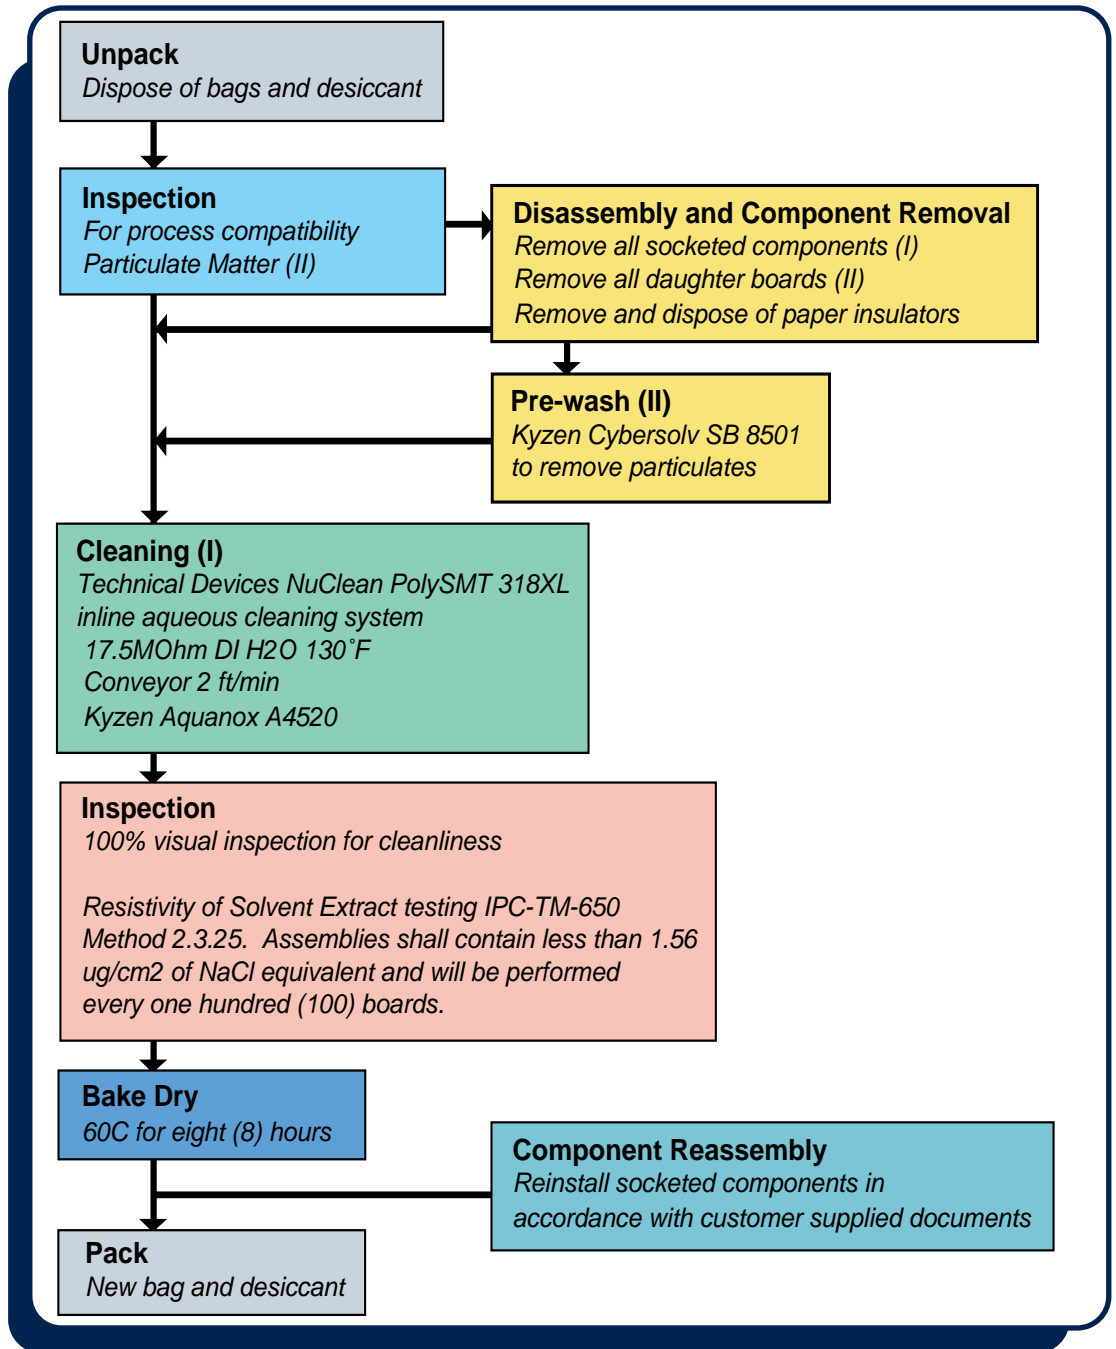 Unpack
Dispose of bags and desiccant
Inspection
For process compatibility
Particulate Matter (II)
Disassembly and Component Removal
Remove all socketed components (I)
Remove all daughter boards (II)
Remove and dispose of paper insulators
Pre-wash (II)
Kyzen Cybersolv SB 8501
to remove particulates
Cleaning (I)
Technical Devices NuClean PolySMT 318XL
inline aqueous cleaning system
17.5MOhm DI H2O 130˚F
Conveyor 2 ft/min
Kyzen Aquanox A4520
Inspection
100% visual inspection for cleanliness
Resistivity of Solvent Extract testing IPC-TM-650
Method 2.3.25. Assemblies shall contain less than 1.56
ug/cm2 of NaCl equivalent and will be performed
every one hundred (100) boards.
Bake Dry
60C for eight (8) hours
Component Reassembly
Reinstall socketed components in
accordance with customer supplied documents
Pack
New bag and desiccant